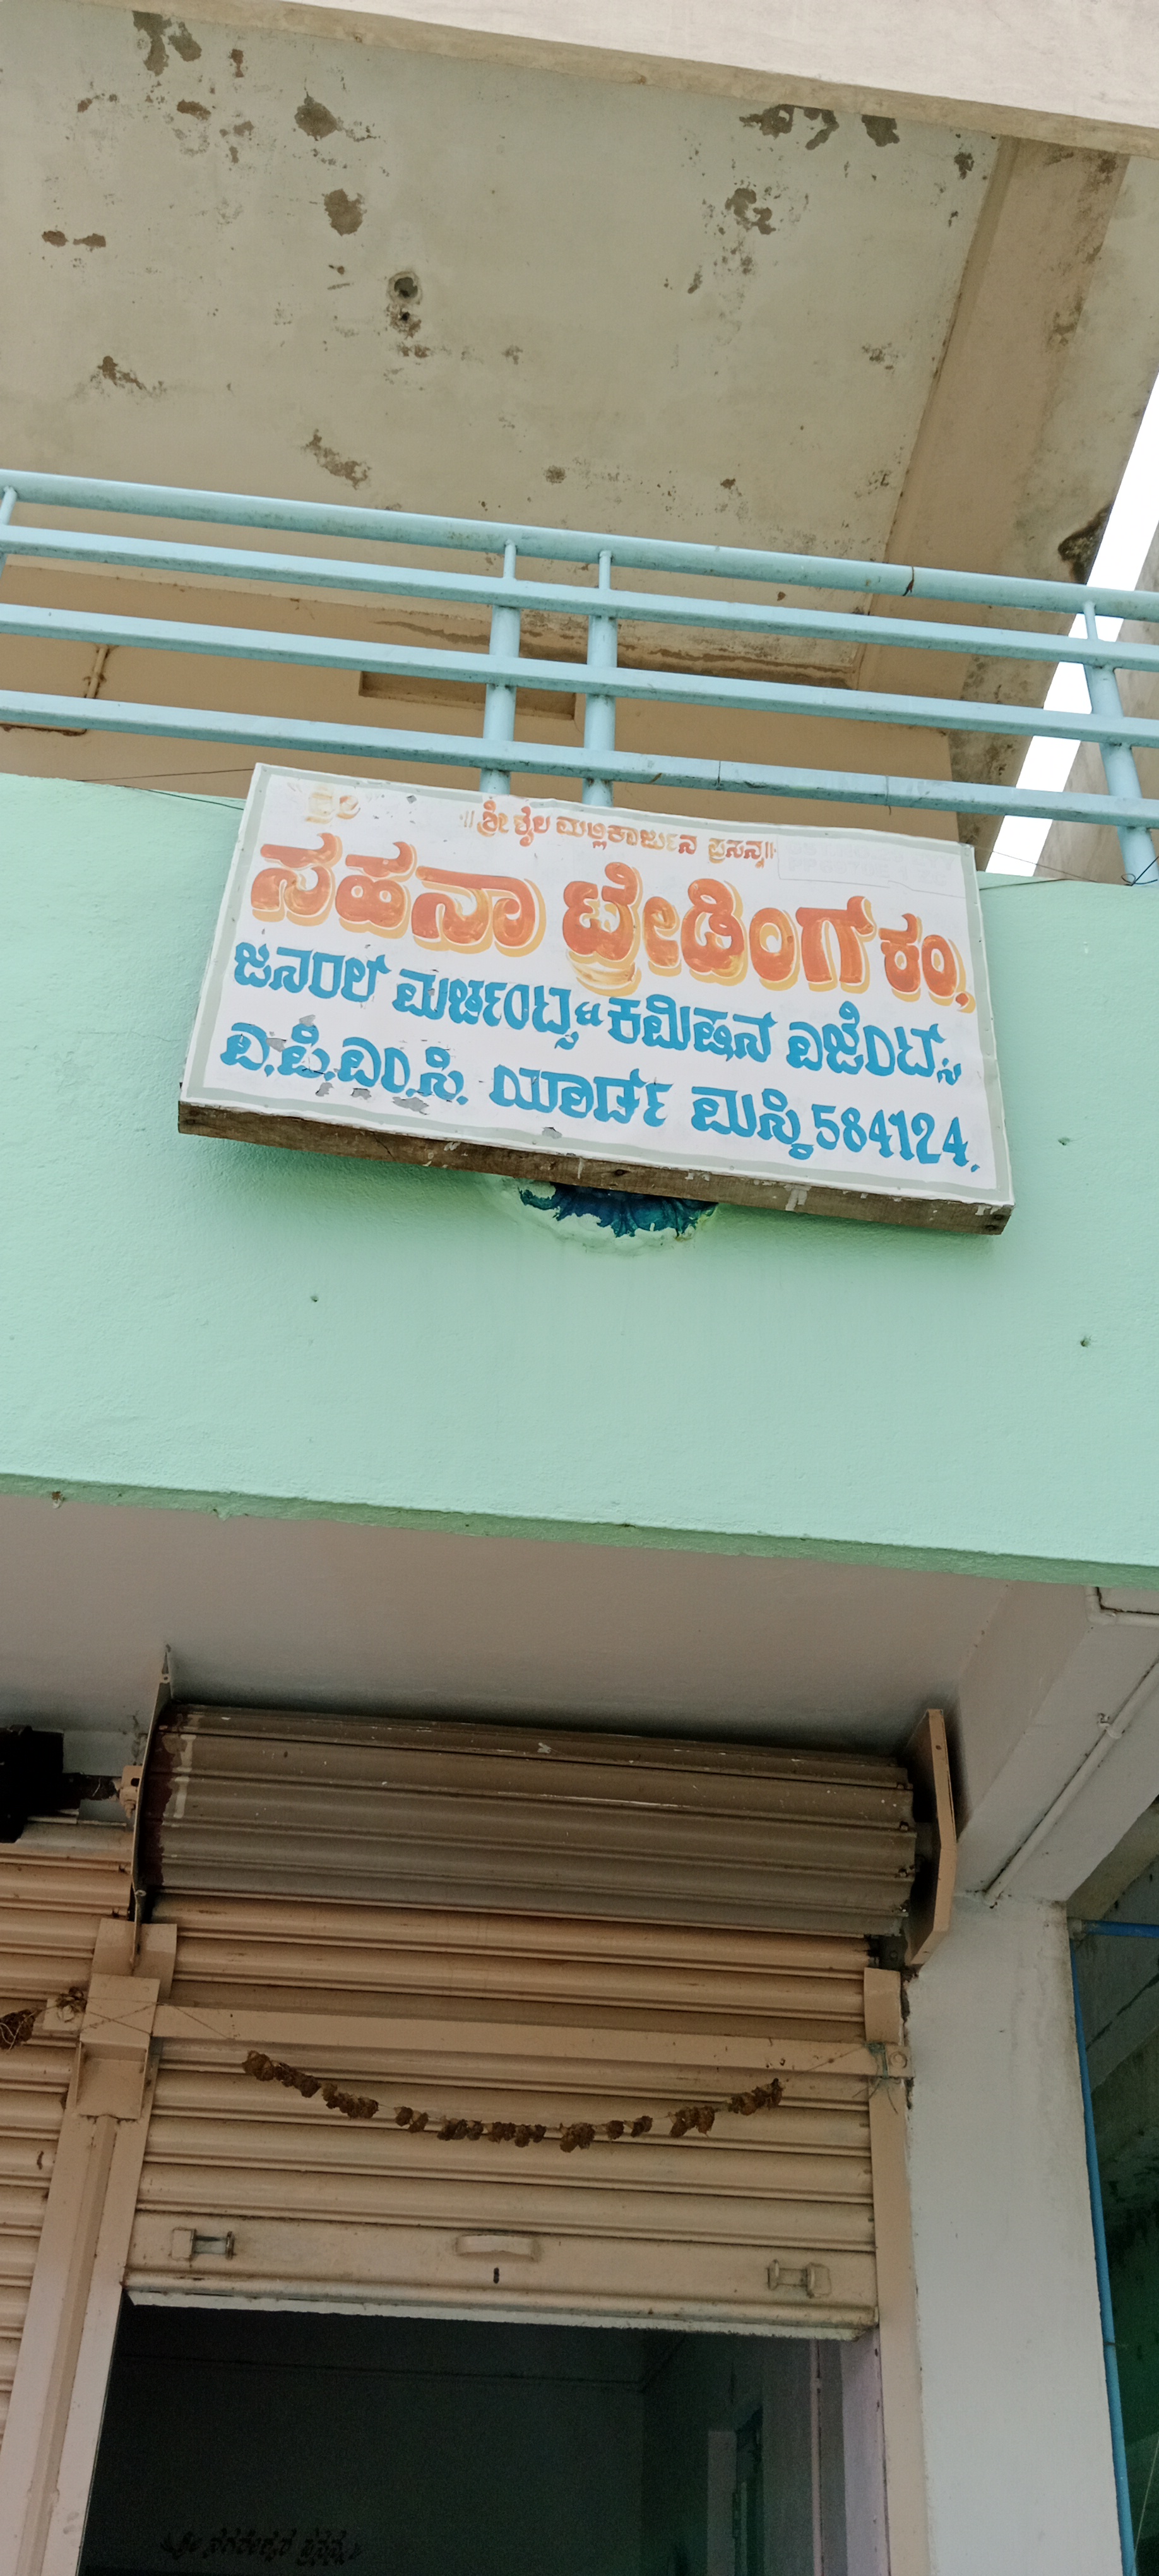 ॥ಶ್ರೀ ಶೈಲ ಮಲ್ಲಿಕಾರ್ಜುನ ಪ್ರಸನ್ನ॥
ಸಹನಾ ಟ್ರೇಡಿಂಗ್ ಕಂ,
ಜನರಲ್ ಮರ್ಚಂಟ್ಸ & ಕಮಿಷನ ಏಜೆಂಟ್ಸ್
ಎ.ಪಿ.ಎಂ.ಸಿ. ಯಾರ್ಡ ಮಸ್ಕಿ 584124.